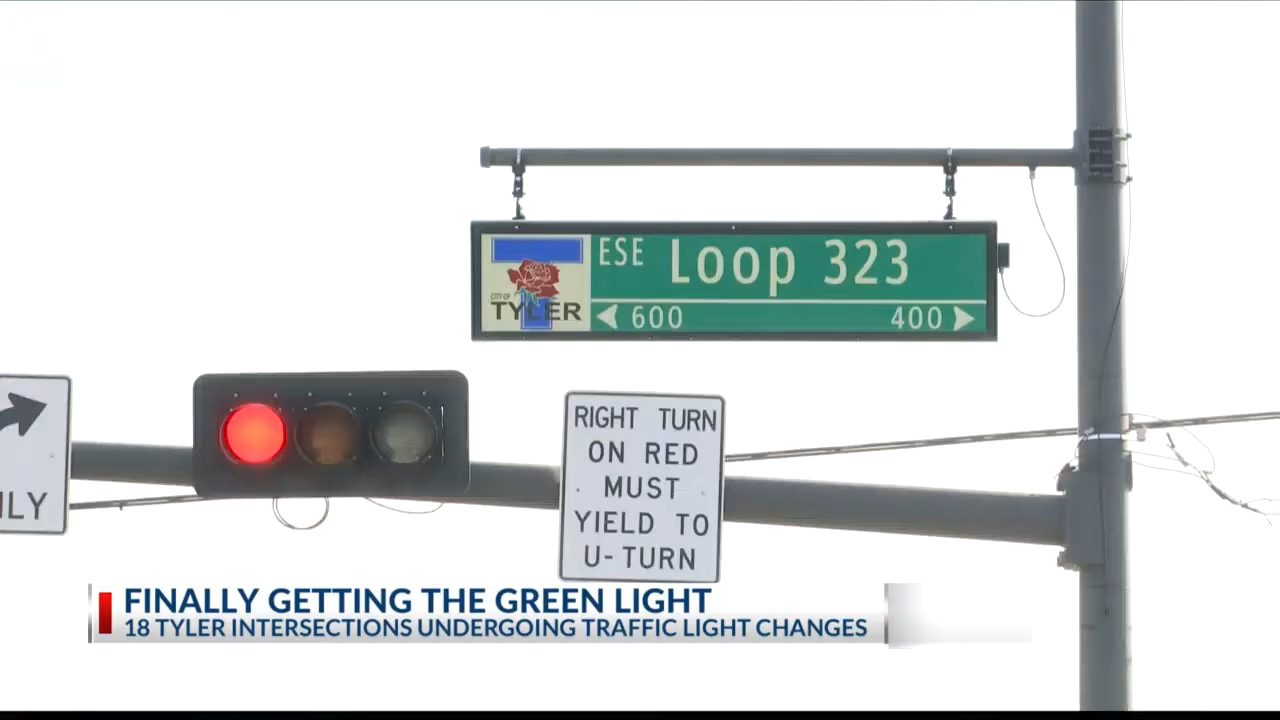 ESE Loop 323
CITY OF
TYLER
600 400
RIGHT TURN
ON RED
MUST
YIELD TO
U-TURN
FINALLY GETTING THE GREEN LIGHT
18 TYLER INTERSECTIONS UNDERGOING TRAFFIC LIGHT CHANGES